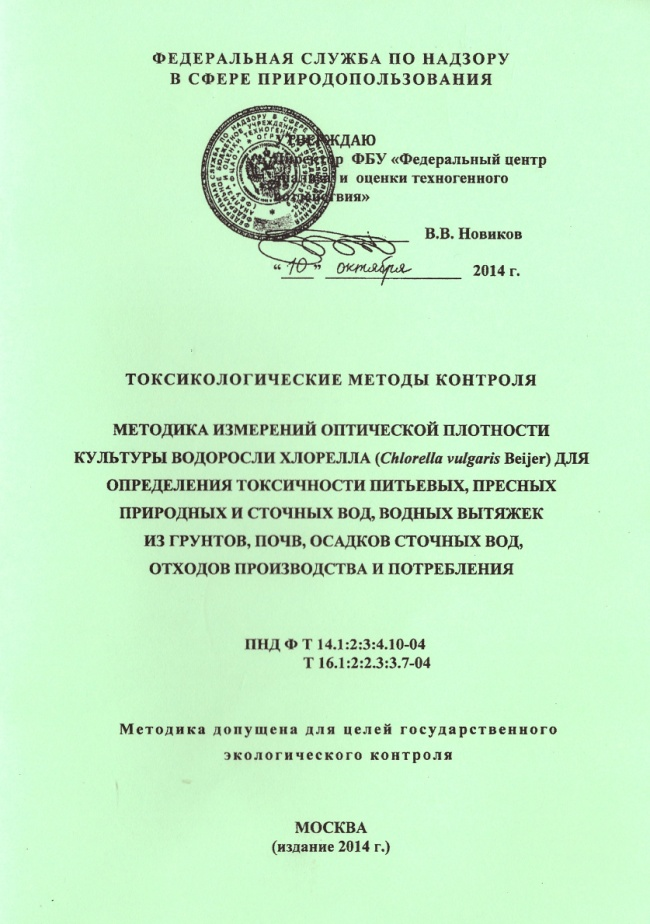 ФЕДЕРАЛЬНАЯ СЛУЖБА ПО НАДЗОРУ
В СФЕРЕ ПРИРОДОПОЛЬЗОВАНИЯ
УТВЕРЖДАЮ
Директор ФБУ «Федеральный центр
анализа и оценки техногенного
воздействия»
В.В. Новиков
“10” октября 2014 г.
ТОКСИКОЛОГИЧЕСКИЕ МЕТОДЫ КОНТРОЛЯ
МЕТОДИКА ИЗМЕРЕНИЙ ОПТИЧЕСКОЙ ПЛОТНОСТИ
КУЛЬТУРЫ ВОДОРОСЛИ ХЛОРЕЛЛА (Chlorella vulgaris Beijer) ДЛЯ
ОПРЕДЕЛЕНИЯ ТОКСИЧНОСТИ ПИТЬЕВЫХ, ПРЕСНЫХ
ПРИРОДНЫХ И СТОЧНЫХ ВОД, ВОДНЫХ ВЫТЯЖЕК
ИЗ ГРУНТОВ, ПОЧВ, ОСАДКОВ СТОЧНЫХ ВОД,
ОТХОДОВ ПРОИЗВОДСТВА И ПОТРЕБЛЕНИЯ
ПНД Ф Т 14.1:2:3:4.10-04
Т 16.1:2:2.3:3.7-04
Методика допущена для целей государственного
экологического контроля
МОСКВА
(издание 2014 г.)